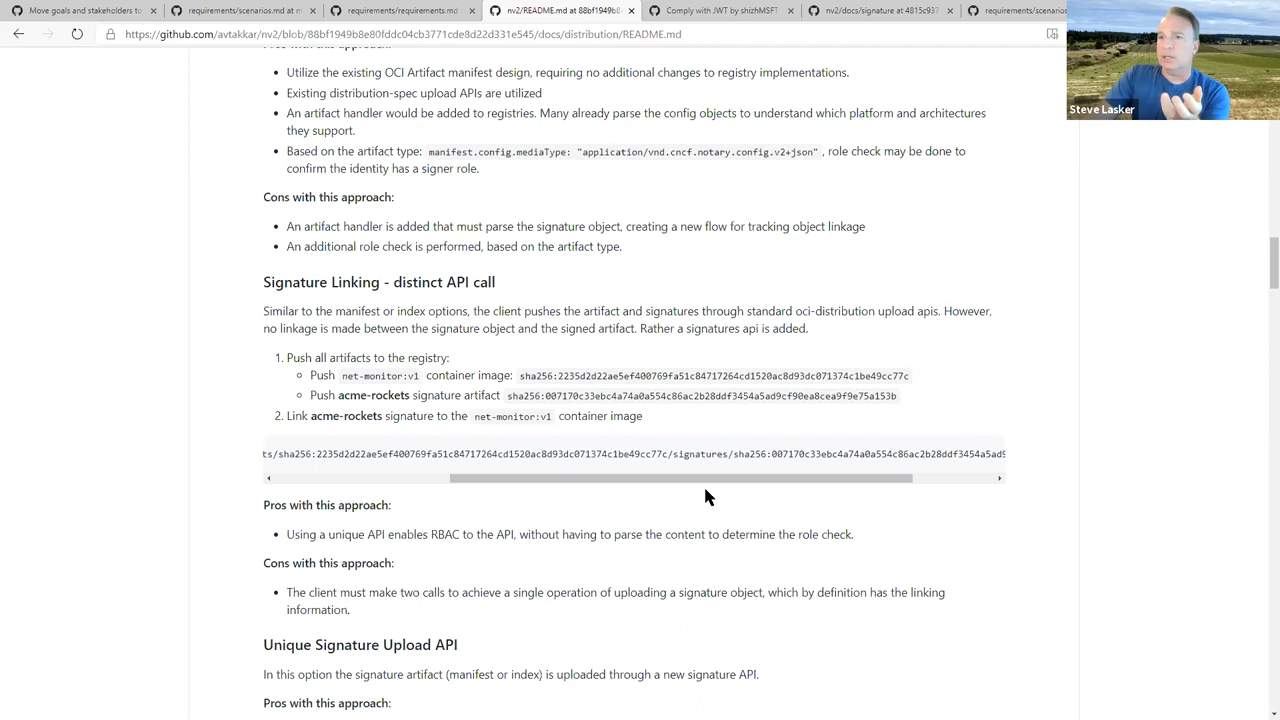 Move goals and stakeholders to
requirements/scenarios.md at m
requirements/requirements.md
nv2/README.md at 88bf1949b8
Comply with JWT by shizhMSFT
nv2/docs/signature at 4815c937
requirements/scenarios
https://github.com/avtakkar/nv2/blob/88bf1949b8e80fddc04cb3771cde8d22d331e545/docs/distribution/README.md
Steve Lasker
Pros with this approach:
Utilize the existing OCI Artifact manifest design, requiring no additional changes to registry implementations.
Existing distribution-spec upload APIs are utilized
An artifact handler would be added to registries. Many already parse the config objects to understand which platform and architectures
they support.
Based on the artifact type: manifest.config.mediaType: "application/vnd.cncf.notary.config.v2+json" , role check may be done to
confirm the identity has a signer role.
Cons with this approach:
An artifact handler is added that must parse the signature object, creating a new flow for tracking object linkage
An additional role check is performed, based on the artifact type.
Signature Linking - distinct API call
Similar to the manifest or index options, the client pushes the artifact and signatures through standard oci-distribution upload apis. However,
no linkage is made between the signature object and the signed artifact. Rather a signatures api is added.
1. Push all artifacts to the registry:
Push net-monitor:v1 container image: sha256:2235d2d22ae5ef400769fa51c84717264cd1520ac8d93dc071374c1be49cc77c
Push acme-rockets signature artifact sha256:007170c33ebc4a74a0a554c86ac2b28ddf3454a5ad9cf90ea8cea9f9e75a153b
2. Link acme-rockets signature to the net-monitor:v1 container image
ts/sha256:2235d2d22ae5ef400769fa51c84717264cd1520ac8d93dc071374c1be49cc77c/signatures/sha256:007170c33ebc4a74a0a554c86ac2b28ddf3454a5ad9
Pros with this approach:
Using a unique API enables RBAC to the API, without having to parse the content to determine the role check.
Cons with this approach:
The client must make two calls to achieve a single operation of uploading a signature object, which by definition has the linking
information.
Unique Signature Upload API
In this option the signature artifact (manifest or index) is uploaded through a new signature API.
Pros with this approach: